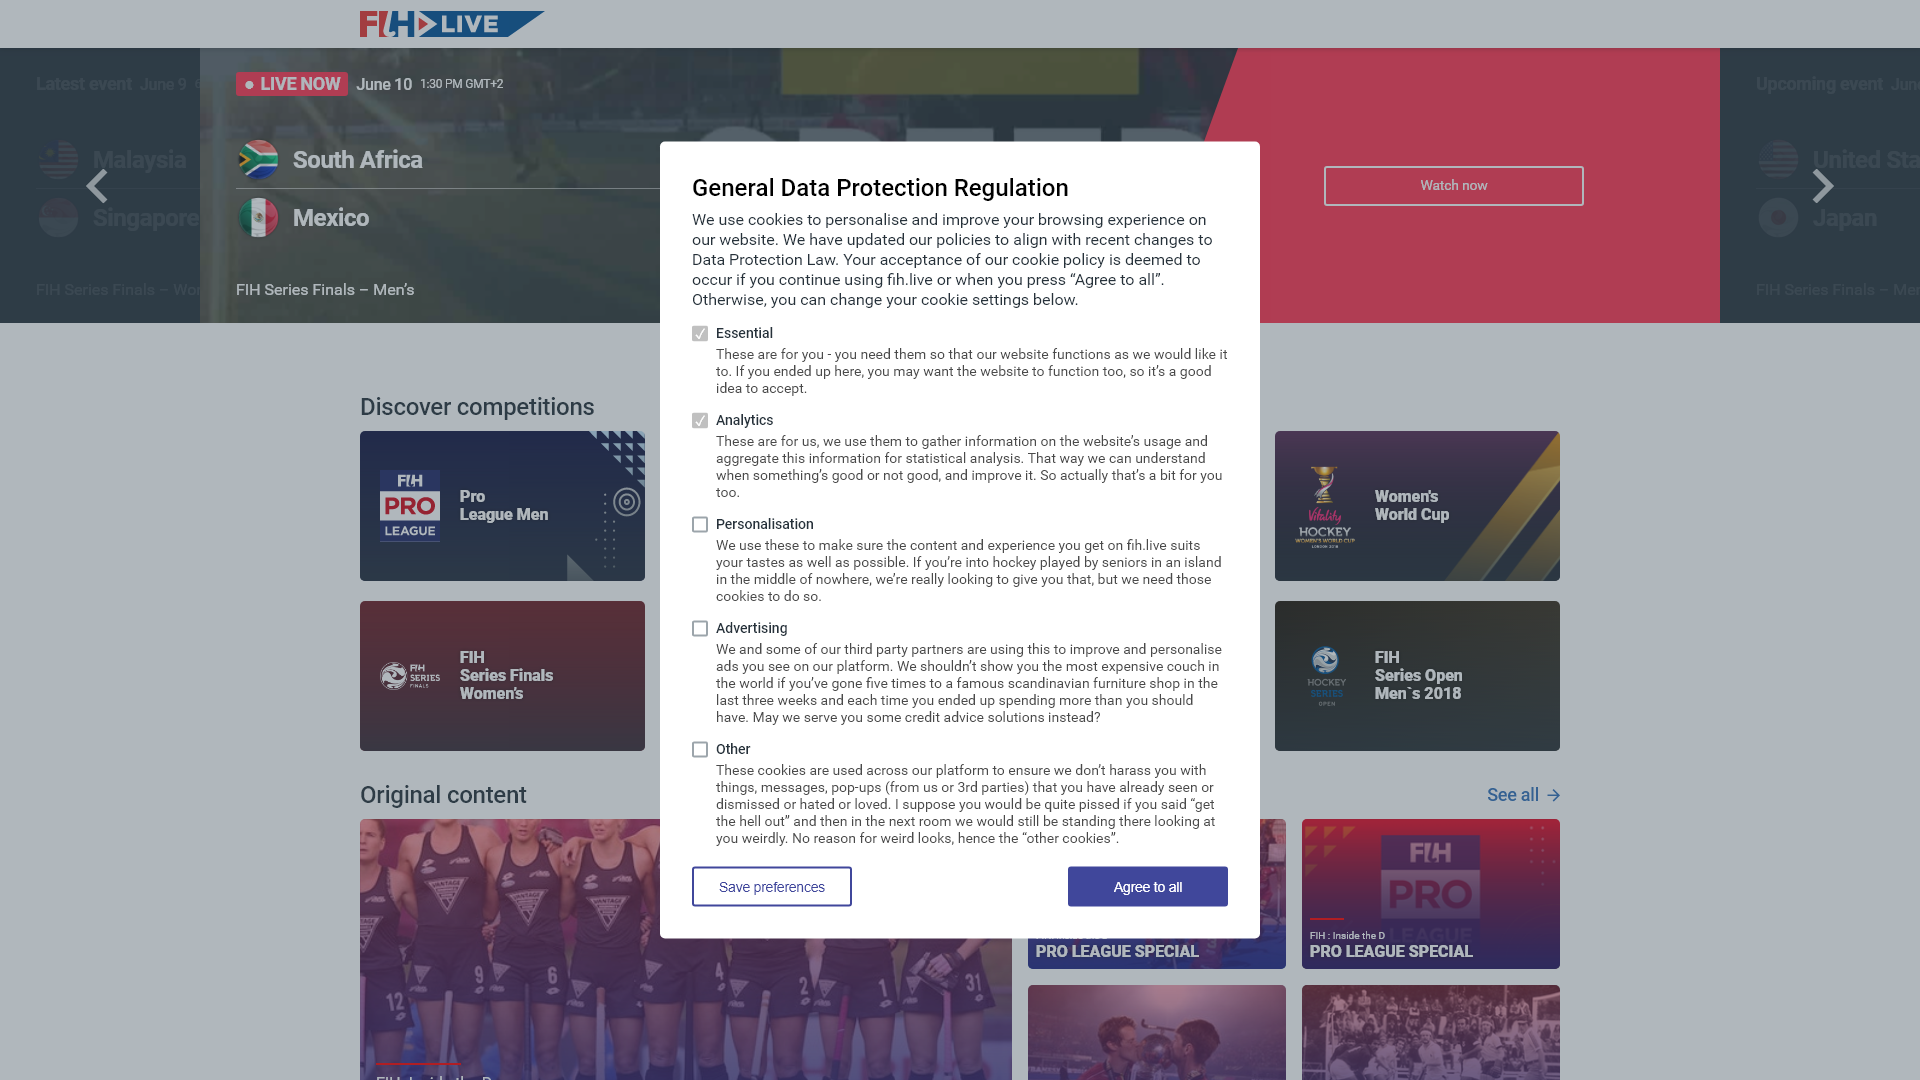 FIH LIVE
Latest event June 9
LIVE NOW June 10 1:30 PM GMT+2
Upcoming event
Malaysia
South Africa
Singapore
Mexico
Watch now
Japan
FIH Series Finals –
FIH Series Finals – Men's
FIH Series Finals –
General Data Protection Regulation
We use cookies to personalise and improve your browsing experience on
our website. We have updated our policies to align with recent changes to
Data Protection Law. Your acceptance of our cookie policy is deemed to
occur if you continue using fih.live or when you press “Agree to all”.
Otherwise, you can change your cookie settings below.
Essential
These are for you - you need them so that our website functions as we would like it
to. If you ended up here, you may want the website to function too, so it’s a good
idea to accept.
Analytics
These are for us, we use them to gather information on the website’s usage and
aggregate this information for statistical analysis. That way we can understand
when something’s good or not good, and improve it. So actually that’s a bit for you
too.
Personalisation
We use these to make sure the content and experience you get on fih.live suits
your tastes as well as possible. If you’re into hockey played by seniors in an island
in the middle of nowhere, we’re really looking to give you that, but we need those
cookies to do so.
Advertising
We and some of our third party partners are using this to improve and personalise
ads you see on our platform. We shouldn’t show you the most expensive couch in
the world if you’ve gone five times to a famous scandinavian furniture shop in the
last three weeks and each time you ended up spending more than you should
have. May we serve you some credit advice solutions instead?
Other
These cookies are used across our platform to ensure we don’t harass you with
things, messages, pop-ups (from us or 3rd parties) that you have already seen or
dismissed or hated or loved. I suppose you would be quite pissed if you said “get
the hell out” and then in the next room we would still be standing there looking at
you weirdly. No reason for weird looks, hence the “other cookies”.
Save preferences
Agree to all
Discover competitions
FIH
PRO
LEAGUE
Pro
League Men
Vitality
HOCKEY
WOMEN'S WORLD CUP
LONDON 2018
Women's
World Cup
FIH
SERIES
FINALS
FIH
Series Finals
Women's
HOCKEY
SERIES
OPEN
FIH
Series Open
Men`s 2018
Original content
See all
VANTAGE
VANTAGE
VANTAGE
12
9
6
4
2
1
31
PRO LEAGUE SPECIAL
FIH
PRO
LEAGUE
FIH : Inside the D
PRO LEAGUE SPECIAL
FIH : Inside the D